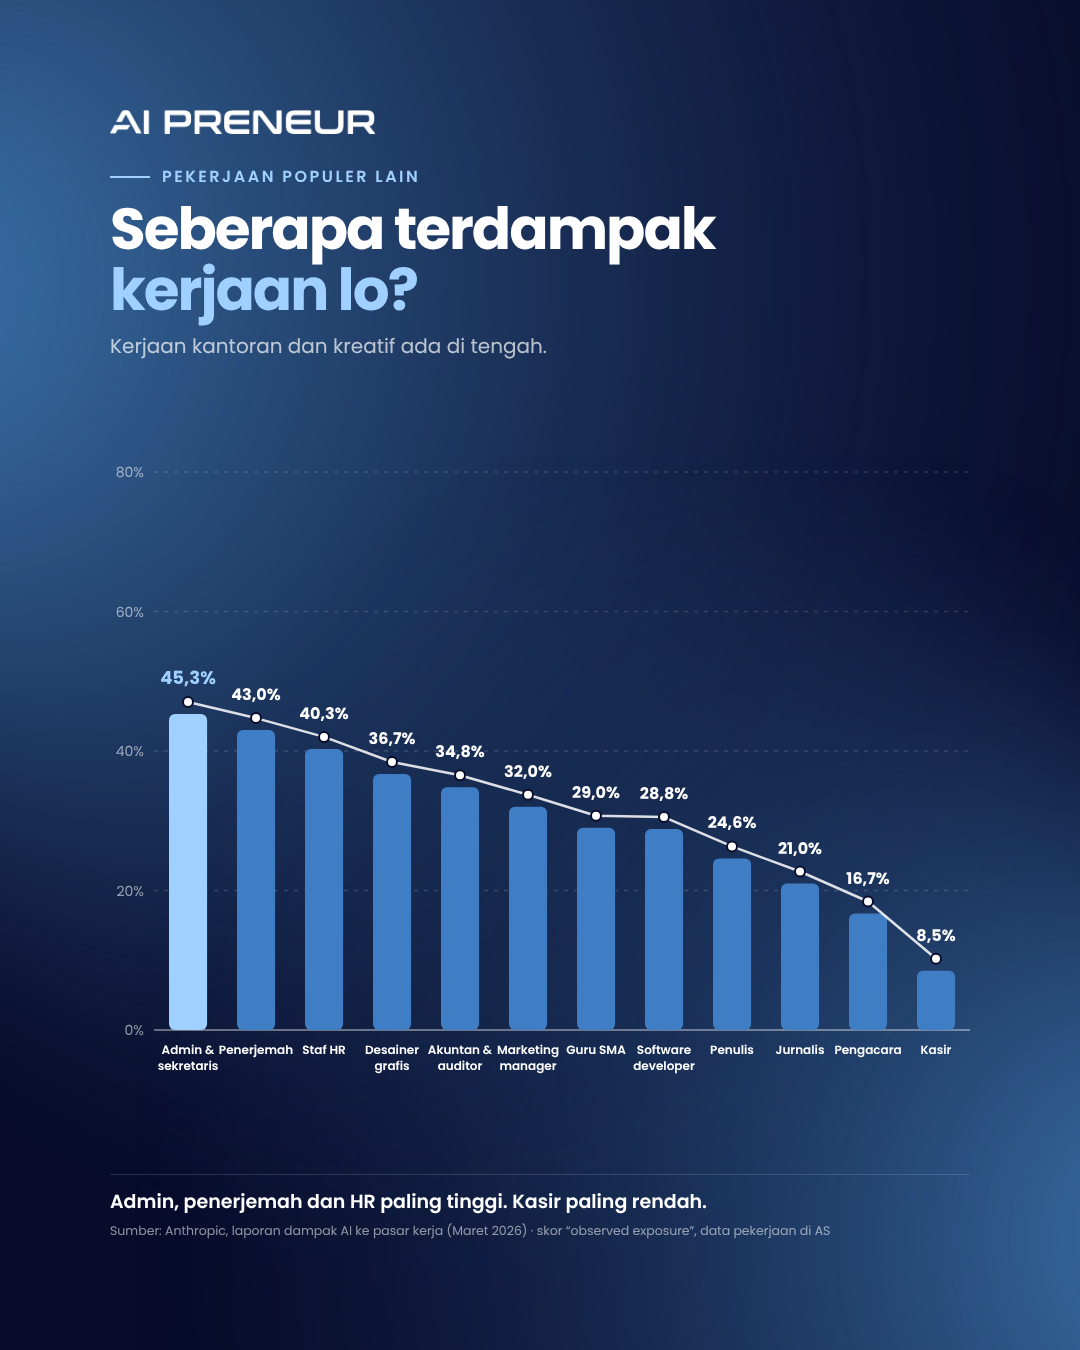 AI PRENEUR
PEKERJAAN POPULER LAIN
Seberapa terdampak
kerjaan lo?
Kerjaan kantoran dan kreatif ada di tengah.
80%
60%
40%
20%
0%
45,3%
43,0%
40,3%
36,7%
34,8%
32,0%
29,0%
28,8%
24,6%
21,0%
16,7%
8,5%
Admin &
sekretaris
Penerjemah
Staf HR
Desainer
grafis
Akuntan &
auditor
Marketing
manager
Guru SMA
Software
developer
Penulis
Jurnalis
Pengacara
Kasir
Admin, penerjemah dan HR paling tinggi. Kasir paling rendah.
Sumber: Anthropic, laporan dampak AI ke pasar kerja (Maret 2026) · skor “observed exposure”, data pekerjaan di AS